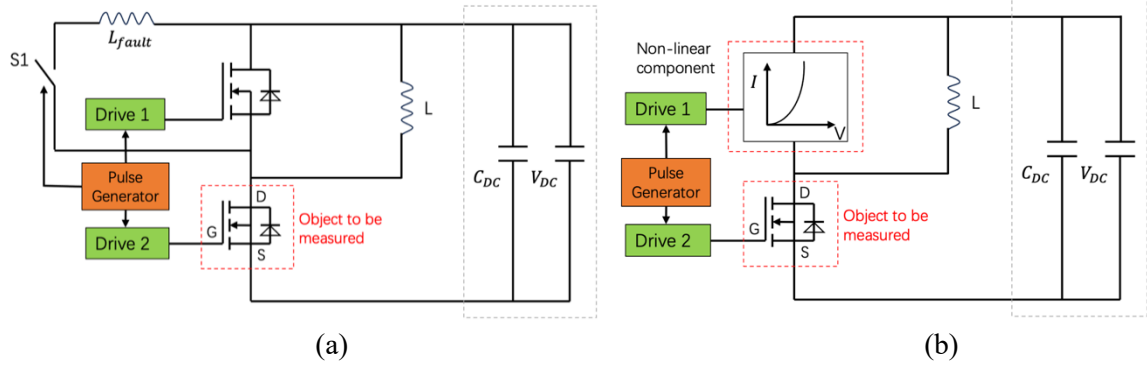 L_fault
S1
Drive 1
Pulse
Generator
Drive 2
L
D
G
S
Object to be
measured
C_DC
V_DC
(a)
Non-linear
component
I
V
Drive 1
Pulse
Generator
Drive 2
L
D
G
S
Object to be
measured
C_DC
V_DC
(b)